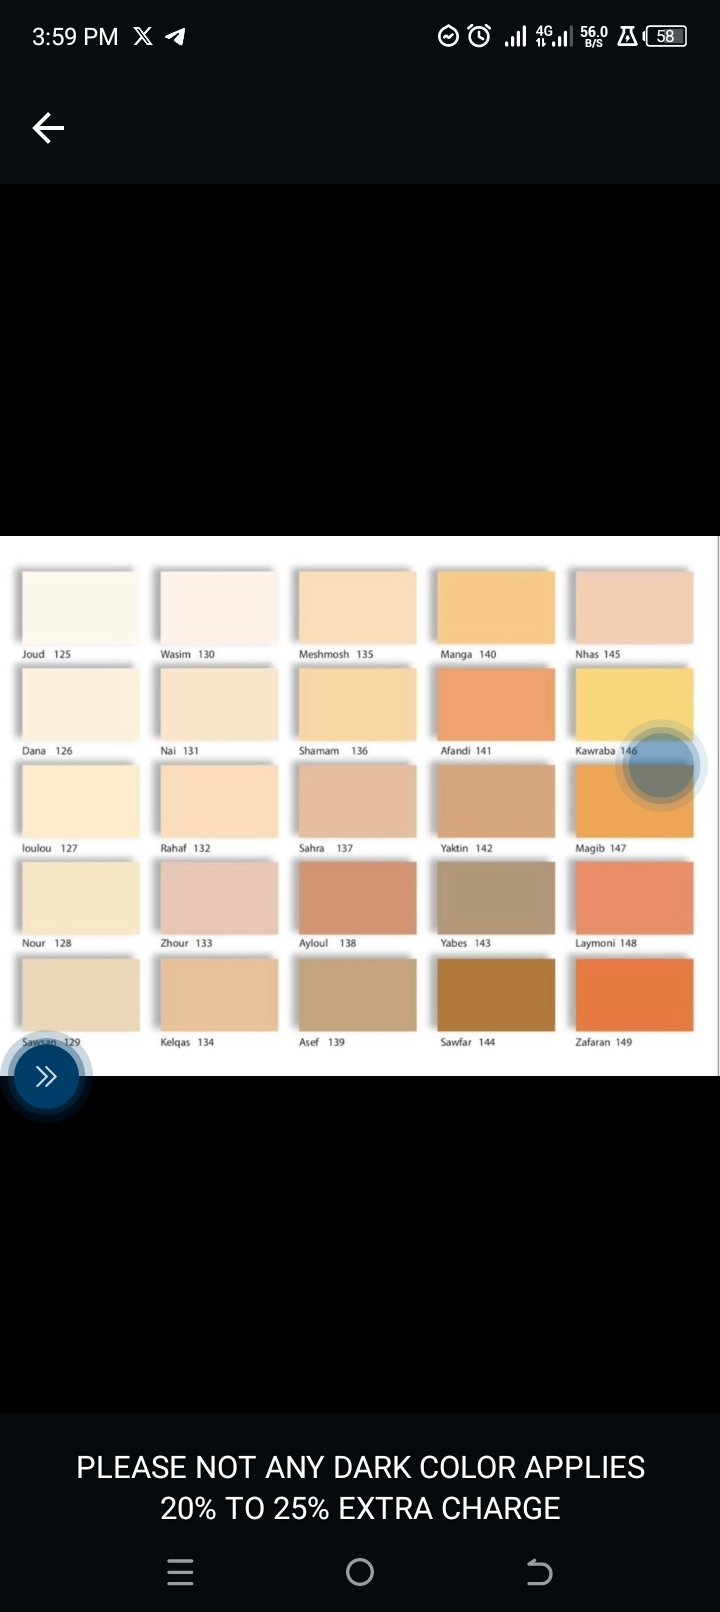 3:59 PM
4G 56.0 B/S 58
Joud 125 Wasim 130 Meshmosh 135 Manga 140 Nhas 145
Dana 126 Nai 131 Shamam 136 Afandi 141 Kawraba 146
loulou 127 Rahaf 132 Sahra 137 Yaktin 142 Magib 147
Nour 128 Zhour 133 Ayloul 138 Yabes 143 Laymoni 148
Sawsan 129 Kelqas 134 Asef 139 Sawfar 144 Zafaran 149
PLEASE NOT ANY DARK COLOR APPLIES
20% TO 25% EXTRA CHARGE